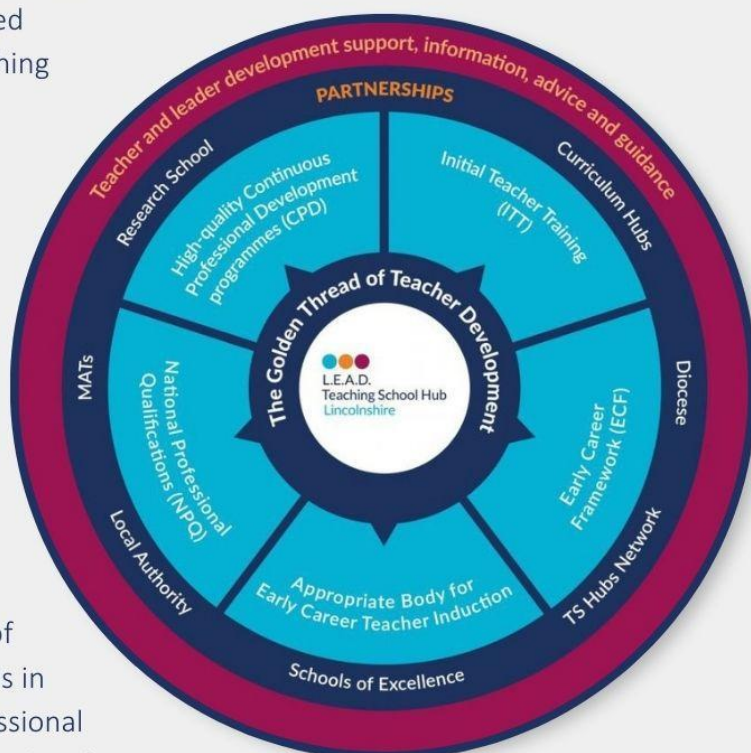 ed
ning
of
s in
essional
Teacher and leader development support, information, advice and guidance
PARTNERSHIPS
Research School
Curriculum Hubs
Diocese
TS Hubs Network
Schools of Excellence
Local Authority
MATs
High-quality Continuous
Professional Development
programmes (CPD)
Initial Teacher Training
(ITT)
Early Career
Framework (ECF)
Appropriate Body for
Early Career Teacher Induction
National Professional
Qualifications (NPQ)
The Golden Thread of Teacher Development
L.E.A.D.
Teaching School Hub
Lincolnshire